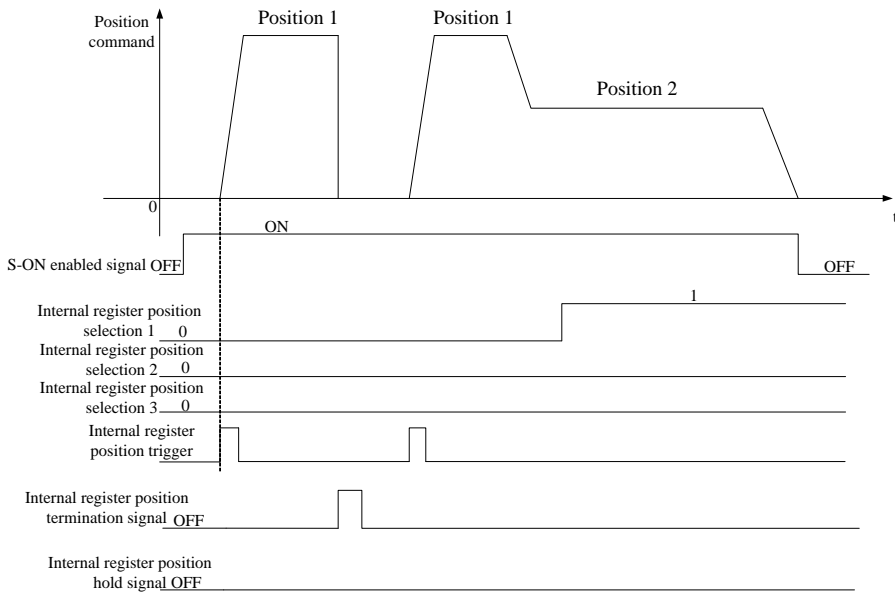 Position
command
Position 1
Position 1
Position 2
0
t
ON
S-ON enabled signal OFF
OFF
Internal register position
selection 1 0
1
Internal register position
selection 2 0
Internal register position
selection 3 0
Internal register
position trigger
Internal register position
termination signal OFF
Internal register position
hold signal OFF